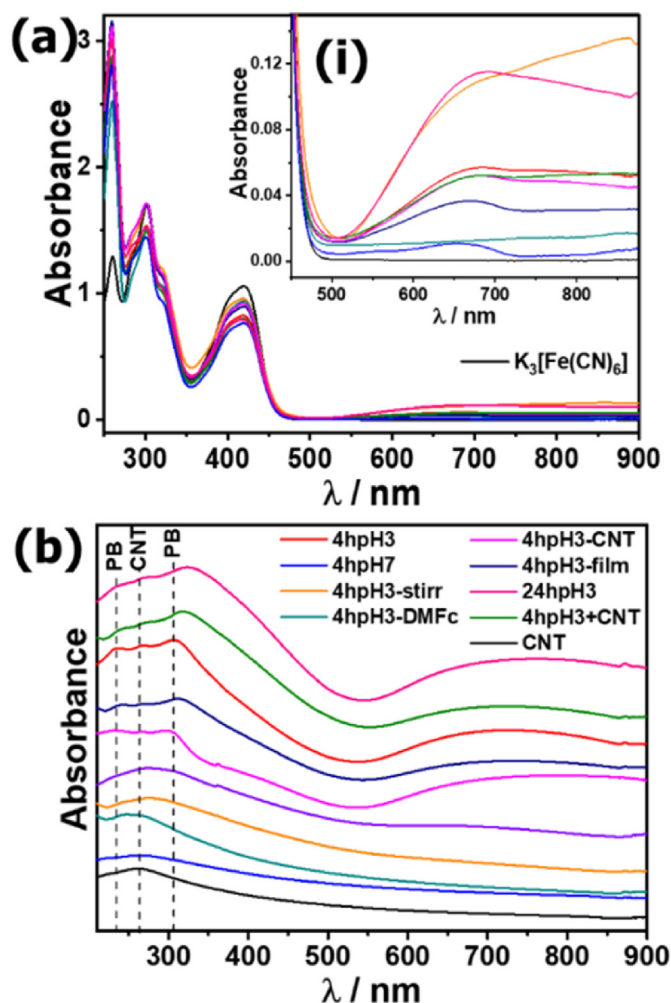 (a)
(i)
Absorbance
3
2
1
0
300 400 500 600 700 800 900
λ / nm
Absorbance
0.12
0.08
0.04
0.00
500 600 700 800
λ / nm
K₃[Fe(CN)₆]
(b)
Absorbance
PB
CNT
PB
4hpH3
4hpH7
4hpH3-stirr
4hpH3-DMFc
4hpH3-CNT
4hpH3-film
24hpH3
4hpH3+CNT
CNT
300 400 500 600 700 800 900
λ / nm